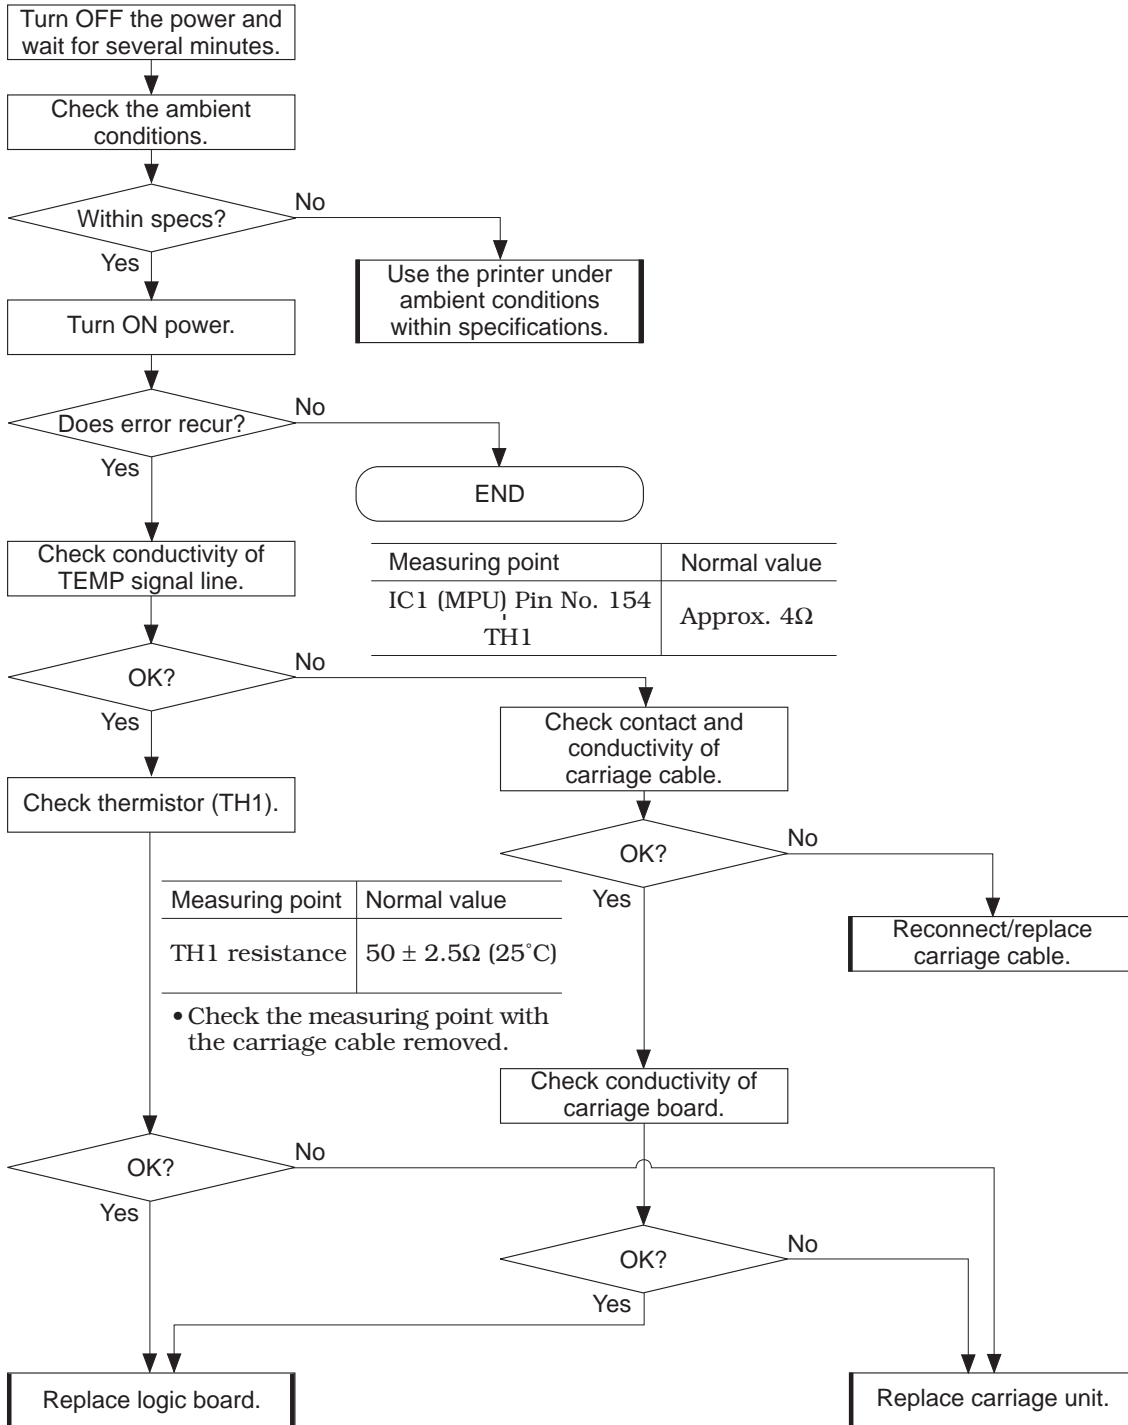 Turn OFF the power and
wait for several minutes.
Check the ambient
conditions.
Within specs?
No
Yes
Use the printer under
ambient conditions
within specifications.
Turn ON power.
Does error recur?
No
Yes
END
Check conductivity of
TEMP signal line.
Measuring point
Normal value
IC1 (MPU) Pin No. 154
TH1
Approx. 4Ω
OK?
No
Yes
Check contact and
conductivity of
carriage cable.
Check thermistor (TH1).
OK?
No
Yes
Reconnect/replace
carriage cable.
Measuring point
Normal value
TH1 resistance
50 ± 2.5Ω (25˚C)
• Check the measuring point with
the carriage cable removed.
Check conductivity of
carriage board.
OK?
No
Yes
OK?
No
Yes
Replace logic board.
Replace carriage unit.